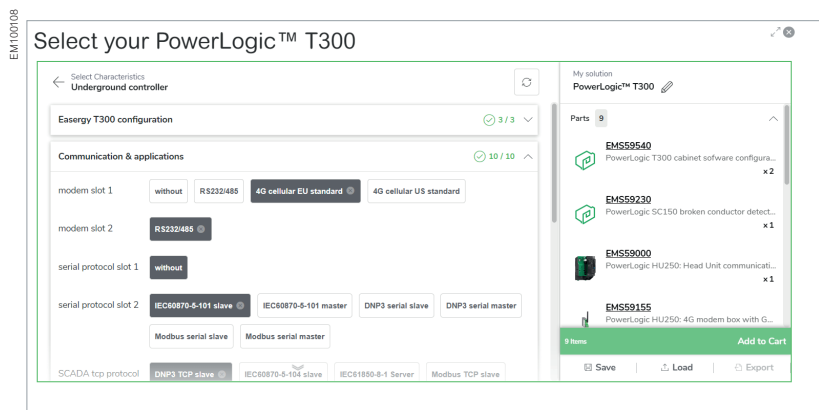 EM100108
Select your PowerLogic™ T300
Select Characteristics
Underground controller
Easergy T300 configuration
3 / 3
Communication & applications
10 / 10
modem slot 1
without
RS232/485
4G cellular EU standard
4G cellular US standard
modem slot 2
RS232/485
serial protocol slot 1
without
serial protocol slot 2
IEC60870-5-101 slave
IEC60870-5-101 master
DNP3 serial slave
DNP3 serial master
Modbus serial slave
Modbus serial master
SCADA tcp protocol
DNP3 TCP slave
IEC60870-5-104 slave
IEC61850-8-1 Server
Modbus TCP slave
My solution
PowerLogic™ T300
Parts 9
EMS59540
PowerLogic T300 cabinet sofware configura...
x 2
EMS59230
PowerLogic SC150 broken conductor detect...
x 1
EMS59000
PowerLogic HU250: Head Unit communicati...
x 1
EMS59155
PowerLogic HU250: 4G modem box with G...
9 Items
Add to Cart
Save
Load
Export